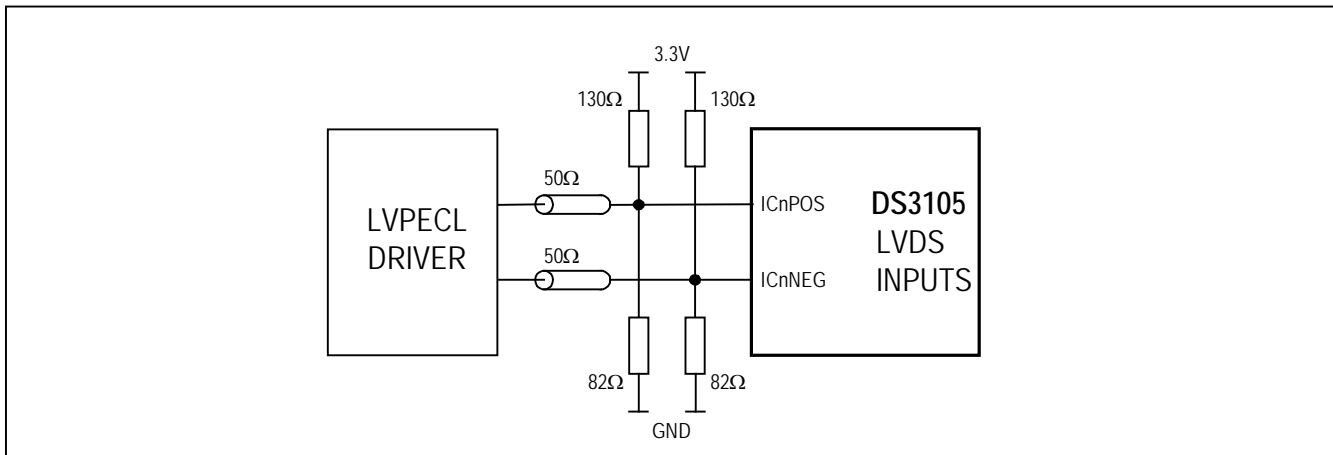 3.3V
130Ω
130Ω
50Ω
50Ω
LVPECL
DRIVER
ICnPOS
ICnNEG
DS3105
LVDS
INPUTS
82Ω
82Ω
GND